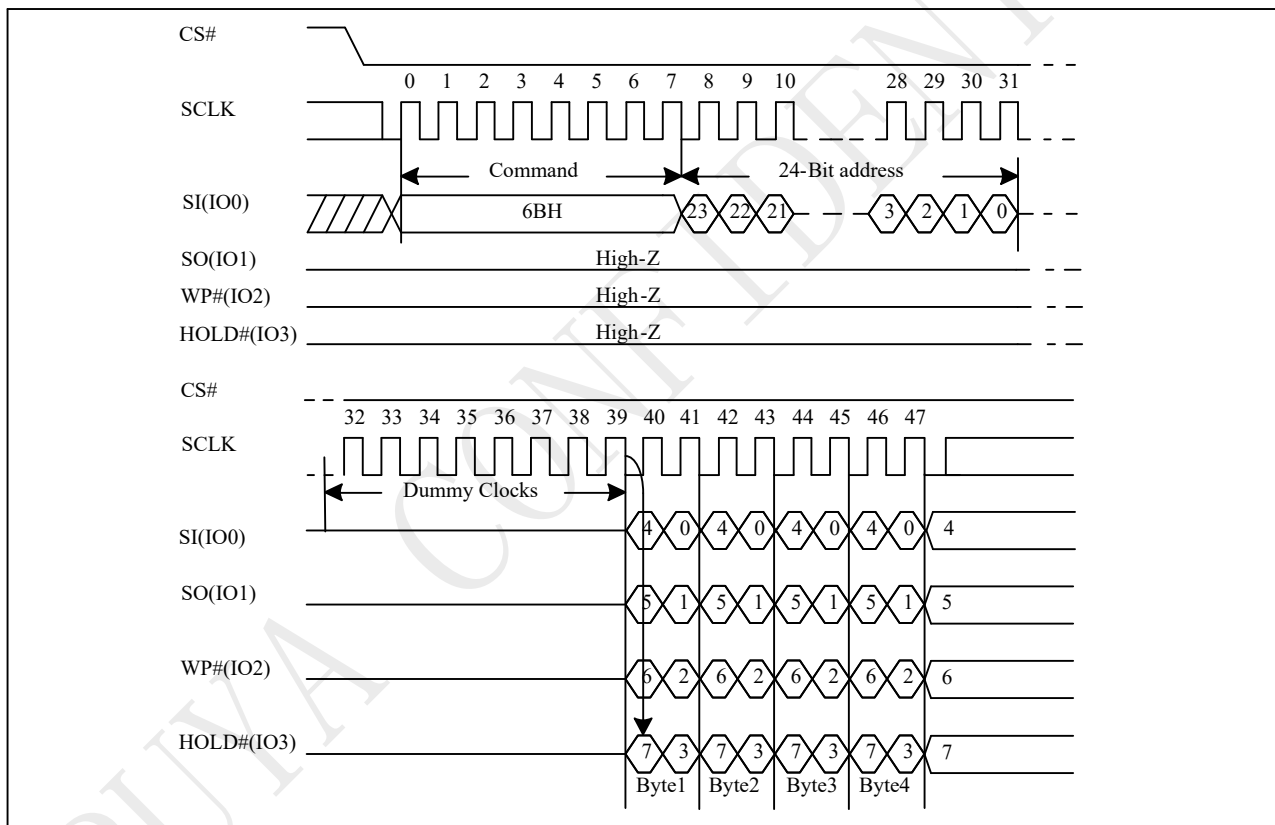 CS#
0 1 2 3 4 5 6 7 8 9 10 28 29 30 31
SCLK
Command 24-Bit address
SI(IO0) 6BH 23 22 21 3 2 1 0
SO(IO1) High-Z
WP#(IO2) High-Z
HOLD#(IO3) High-Z
CS#
32 33 34 35 36 37 38 39 40 41 42 43 44 45 46 47
SCLK
Dummy Clocks
SI(IO0) 4 0 4 0 4 0 4 0 4
SO(IO1) 5 1 5 1 5 1 5 1 5
WP#(IO2) 6 2 6 2 6 2 6 2 6
HOLD#(IO3) 7 3 7 3 7 3 7 3 7
Byte1 Byte2 Byte3 Byte4
PUYA CONFIDENT